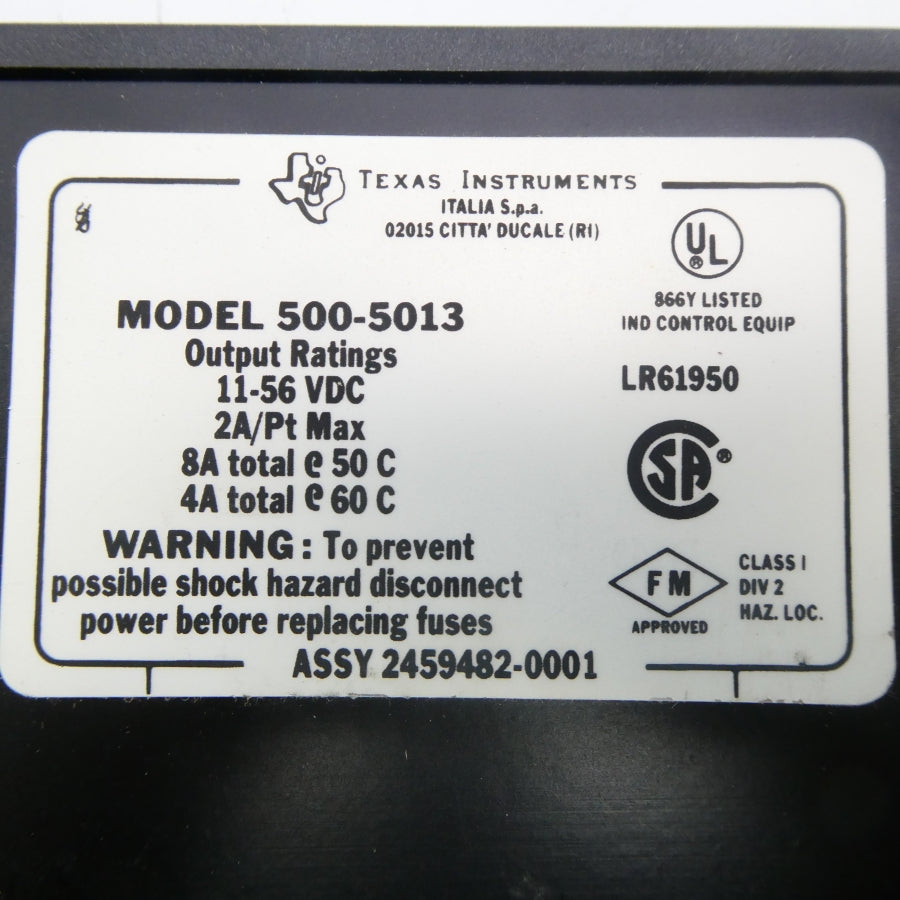 TEXAS INSTRUMENTS
ITALIA S.p.a.
02015 CITTA' DUCALE (RI)
UL®
866Y LISTED
IND CONTROL EQUIP
MODEL 500-5013
Output Ratings
11-56 VDC
2A/Pt Max
8A total @ 50 C
4A total @ 60 C
LR61950
SA®
FM
APPROVED
CLASS I
DIV 2
HAZ. LOC.
WARNING: To prevent
possible shock hazard disconnect
power before replacing fuses
ASSY 2459482-0001